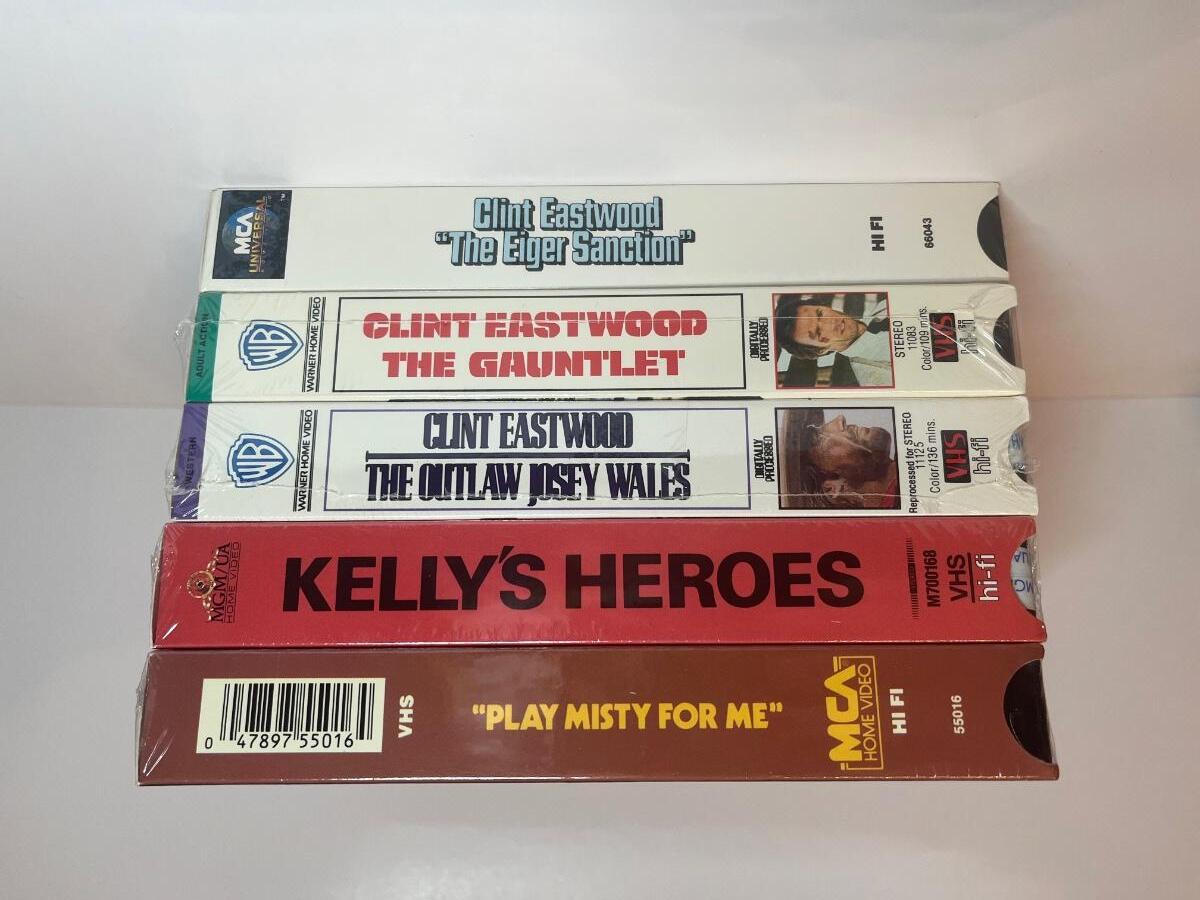 MCA
UNIVERSAL
™
Clint Eastwood
"The Eiger Sanction"
HI FI
66043
ADULT ACTION
WB
WARNER HOME VIDEO
CLINT EASTWOOD
THE GAUNTLET
DIGITALLY
PROCESSED
STEREO
11083
Color/109 mins.
VHS
hi-fi
WESTERN
WB
WARNER HOME VIDEO
CLINT EASTWOOD
THE OUTLAW JOSEY WALES
DIGITALLY
PROCESSED
Reprocessed for STEREO
11125
Color/136 mins.
VHS
hi-fi
MGM/UA
HOME VIDEO
KELLY'S HEROES
M700168
VHS
hi-fi
0 47897 55016
VHS
"PLAY MISTY FOR ME"
MCA
HOME VIDEO
HI FI
55016